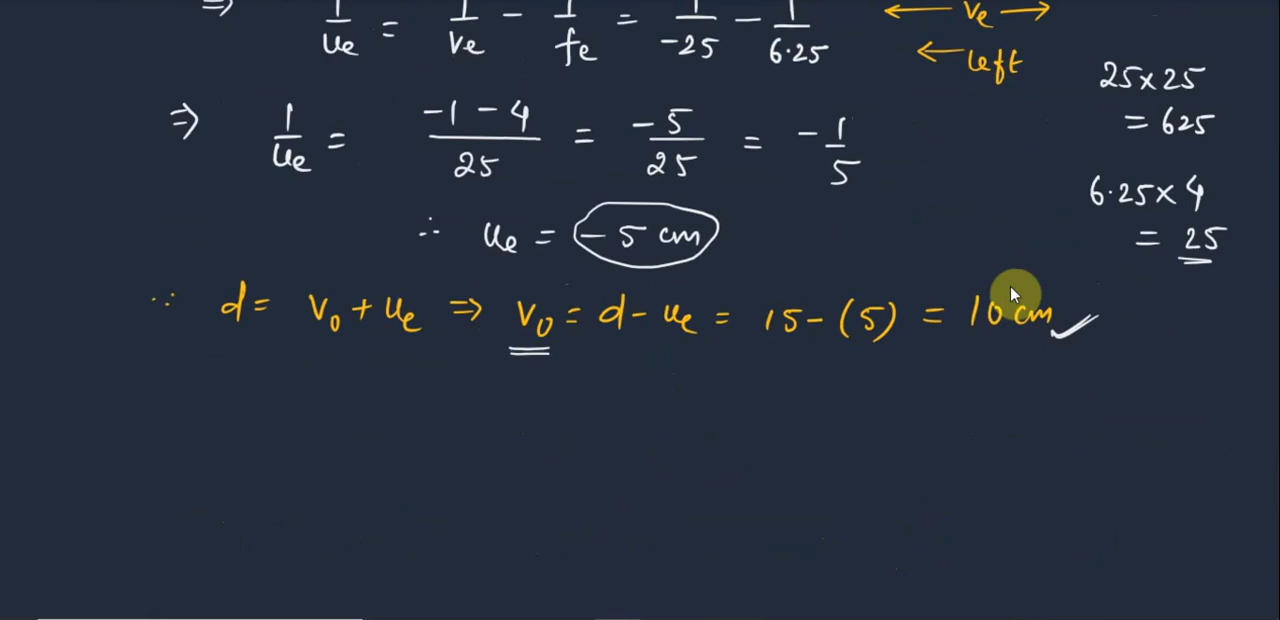 ⇒ 1/ue = 1/ve − 1/fe = 1/−25 − 1/6·25
← ve →
← left
25×25
= 625
⇒ 1/ue = −1−4/25 = −5/25 = −1/5
6·25×4
= 25
∴ ue = −5 cm
∵ d = v₀ + ue ⇒ v₀ = d − ue = 15 − (5) = 10 cm ✓